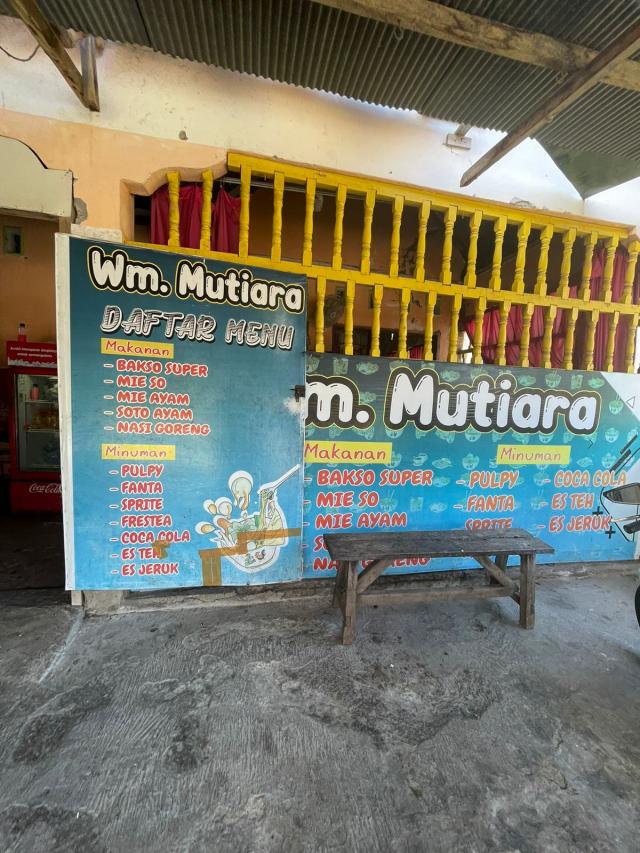 Wm. Mutiara
DAFTAR MENU
Makanan
- BAKSO SUPER
- MIE SO
- MIE AYAM
- SOTO AYAM
- NASI GORENG
Minuman
- PULPY
- FANTA
- SPRITE
- FRESTEA
- COCA COLA
- ES TEH
- ES JERUK
m. Mutiara
Makanan
- BAKSO SUPER
- MIE SO
- MIE AYAM
Minuman
- PULPY
- FANTA
- SPRITE
- COCA COLA
- ES TEH
- ES JERUK
Coca-Cola